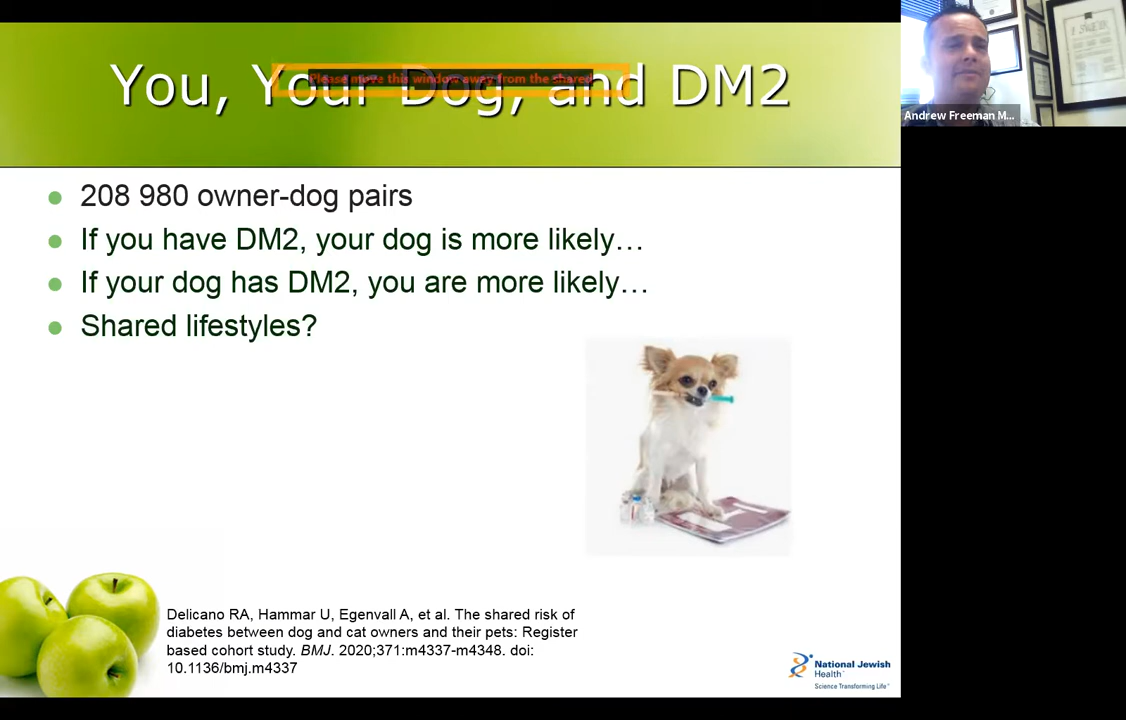 You, Your Dog, and DM2
Please move this window away from the shared
Andrew Freeman M...
208 980 owner-dog pairs
If you have DM2, your dog is more likely…
If your dog has DM2, you are more likely…
Shared lifestyles?
Delicano RA, Hammar U, Egenvall A, et al. The shared risk of
diabetes between dog and cat owners and their pets: Register
based cohort study. BMJ. 2020;371:m4337-m4348. doi:
10.1136/bmj.m4337
National Jewish
Health®
Science Transforming Life®